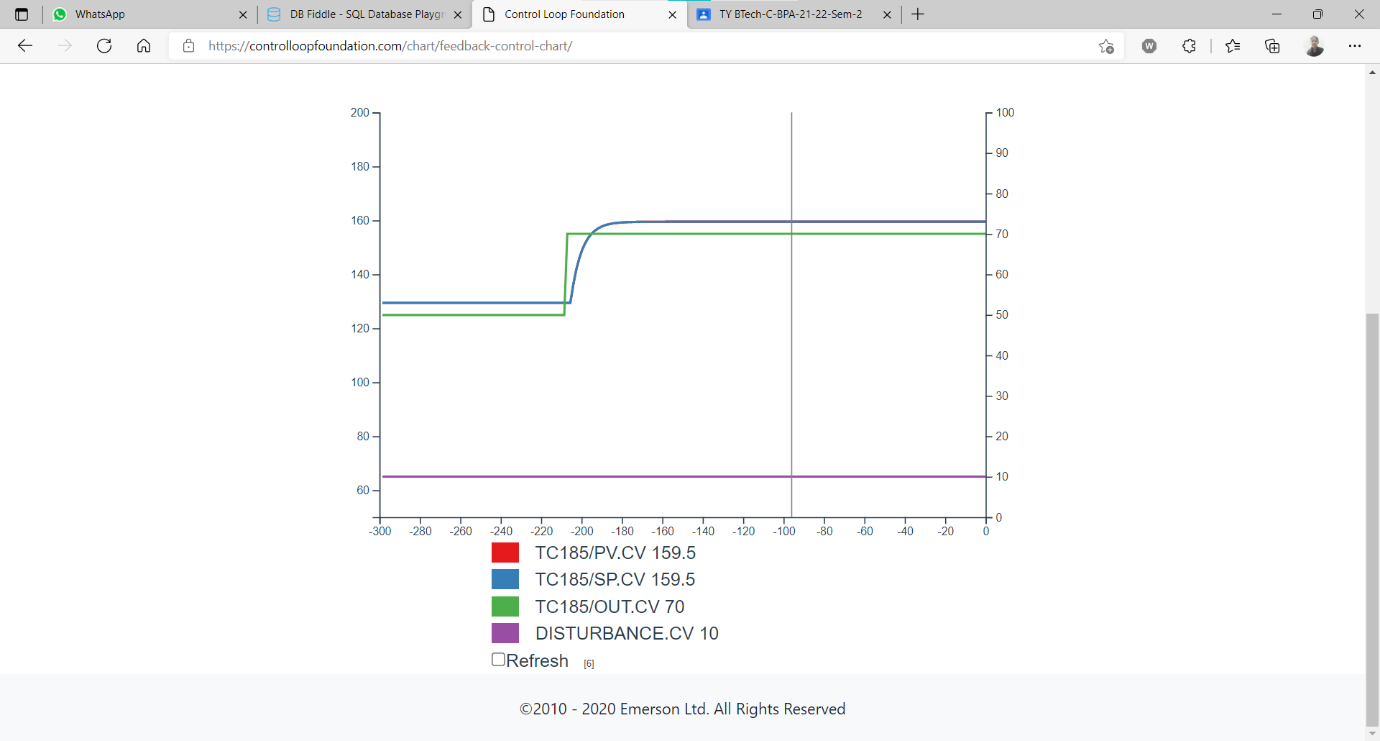 WhatsApp
DB Fiddle - SQL Database Playgr
Control Loop Foundation
TY BTech-C-BPA-21-22-Sem-2
https://controlloopfoundation.com/chart/feedback-control-chart/
W
200
180
160
140
120
100
80
60
100
90
80
70
60
50
40
30
20
10
0
-300 -280 -260 -240 -220 -200 -180 -160 -140 -120 -100 -80 -60 -40 -20 0
TC185/PV.CV 159.5
TC185/SP.CV 159.5
TC185/OUT.CV 70
DISTURBANCE.CV 10
Refresh [6]
©2010 - 2020 Emerson Ltd. All Rights Reserved